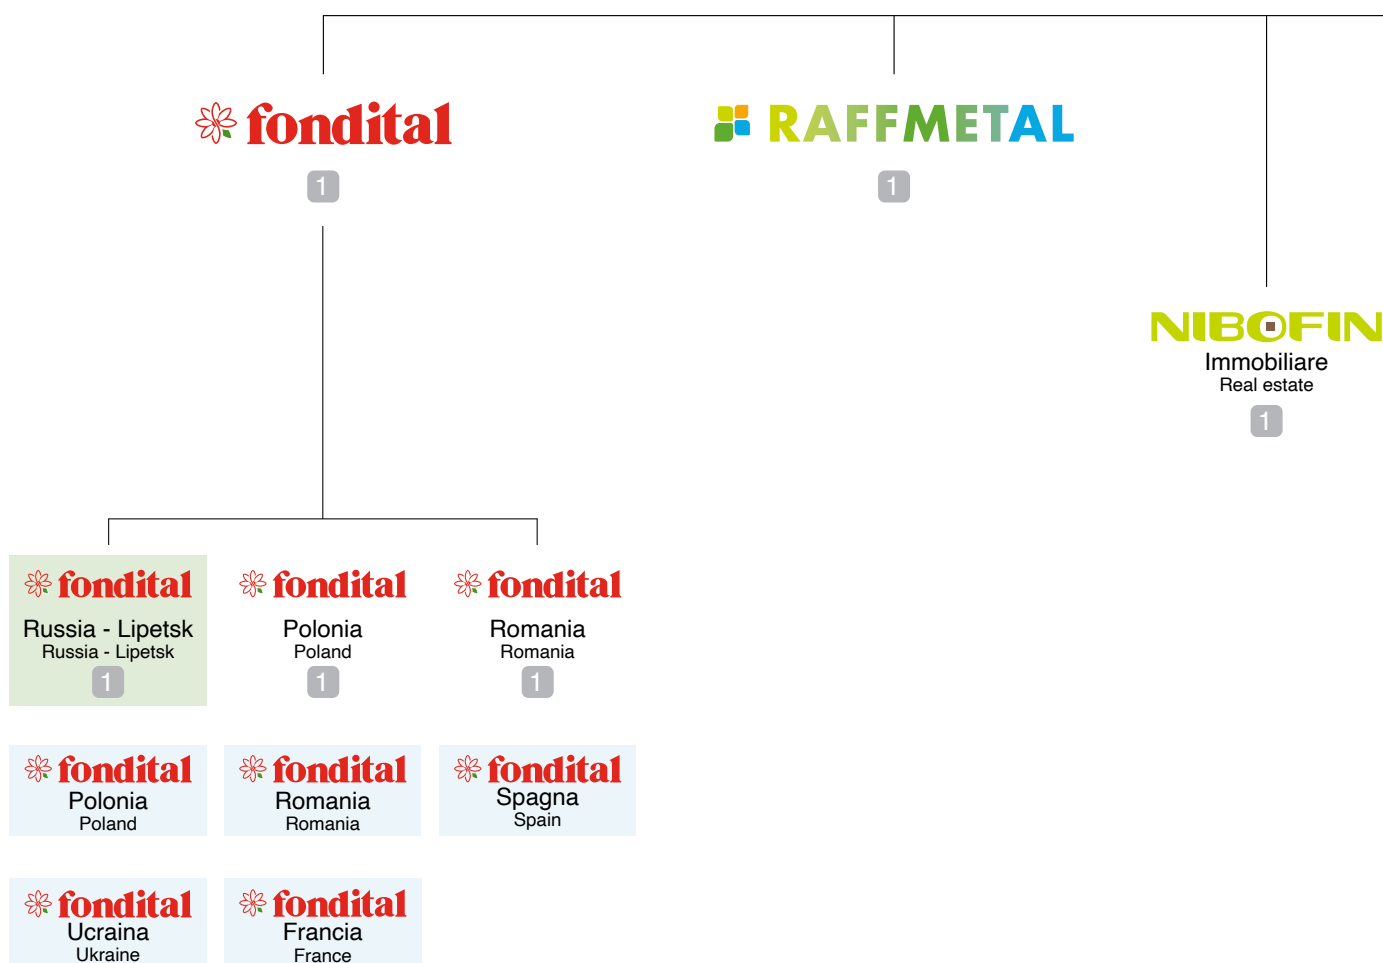 fondital
RAFFMETAL
1
1
NIBOFIN
Immobiliare
Real estate
1
fondital
fondital
fondital
Russia - Lipetsk
Polonia
Romania
Russia - Lipetsk
Poland
Romania
1
1
1
fondital
fondital
fondital
Polonia
Romania
Spagna
Poland
Romania
Spain
fondital
fondital
Ucraina
Francia
Ukraine
France